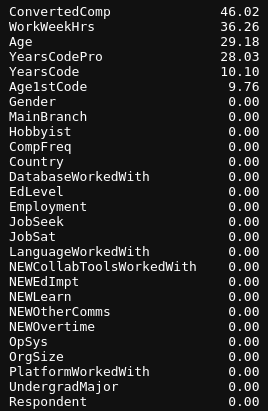 ConvertedComp 46.02
WorkWeekHrs 36.26
Age 29.18
YearsCodePro 28.03
YearsCode 10.10
Age1stCode 9.76
Gender 0.00
MainBranch 0.00
Hobbyist 0.00
CompFreq 0.00
Country 0.00
DatabaseWorkedWith 0.00
EdLevel 0.00
Employment 0.00
JobSeek 0.00
JobSat 0.00
LanguageWorkedWith 0.00
NEWCollabToolsWorkedWith 0.00
NEWEdImpt 0.00
NEWLearn 0.00
NEWOtherComms 0.00
NEWOvertime 0.00
OpSys 0.00
OrgSize 0.00
PlatformWorkedWith 0.00
UndergradMajor 0.00
Respondent 0.00